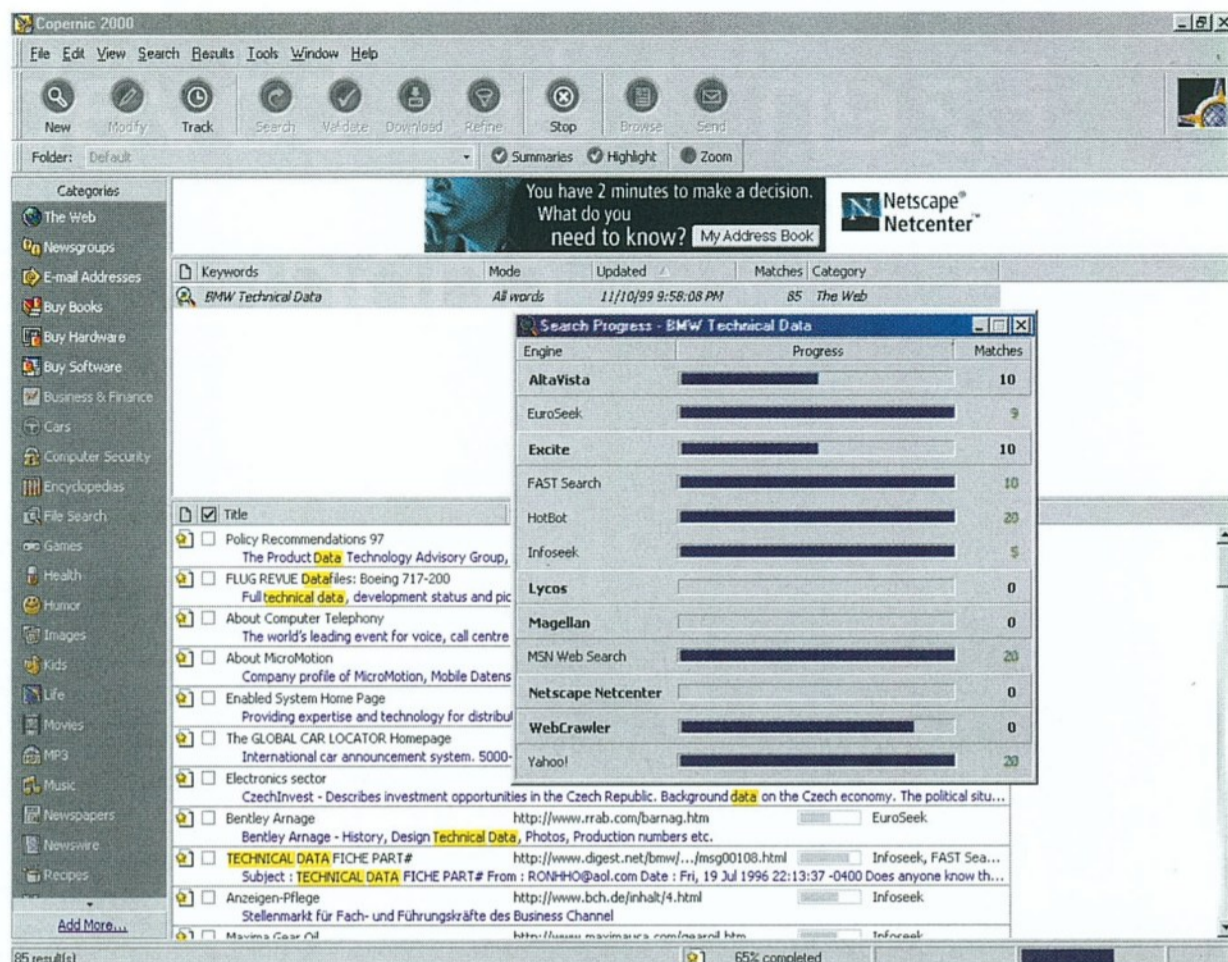 Copernic 2000
File Edit View Search Results Tools Window Help
New Modify Track Search Validate Download Refine Stop Browse Send
Folder: Default Summaries Highlight Zoom
Categories
The Web
Newsgroups
E-mail Addresses
Buy Books
Buy Hardware
Buy Software
Business & Finance
Cars
Computer Security
Encyclopedias
File Search
Games
Health
Humor
Images
Kids
Life
Movies
MP3
Music
Newspapers
Newswire
Recipes
Add More...
You have 2 minutes to make a decision.
What do you
need to know? My Address Book
Netscape®
Netcenter™
Keywords Mode Updated Matches Category
BMW Technical Data All words 11/10/99 9:58:08 PM 85 The Web
Search Progress - BMW Technical Data
Engine Progress Matches
AltaVista 10
EuroSeek 9
Excite 10
FAST Search 10
HotBot 20
Infoseek 5
Lycos 0
Magellan 0
MSN Web Search 20
Netscape Netcenter 0
WebCrawler 0
Yahoo! 20
Title
Policy Recommendations 97
The Product Data Technology Advisory Group,
FLUG REVUE Datafiles: Boeing 717-200
Full technical data, development status and pic
About Computer Telephony
The world's leading event for voice, call centre
About MicroMotion
Company profile of MicroMotion, Mobile Datens
Enabled System Home Page
Providing expertise and technology for distribu
The GLOBAL CAR LOCATOR Homepage
International car announcement system. 5000-
Electronics sector
CzechInvest - Describes investment opportunities in the Czech Republic. Background data on the Czech economy. The political situ...
Bentley Arnage http://www.rrab.com/barnag.htm EuroSeek
Bentley Arnage - History, Design Technical Data, Photos, Production numbers etc.
TECHNICAL DATA FICHE PART# http://www.digest.net/bmw/.../msg00108.html Infoseek, FAST Sea...
Subject : TECHNICAL DATA FICHE PART# From : RONHHO@aol.com Date : Fri, 19 Jul 1996 22:13:37 -0400 Does anyone know th...
Anzeigen-Pflege http://www.bch.de/inhalt/4.html Infoseek
Stellenmarkt für Fach- und Führungskräfte des Business Channel
Maxima Gear Oil http://www.maximausa.com/gearoil.htm Infoseek
85 result(s) 65% completed